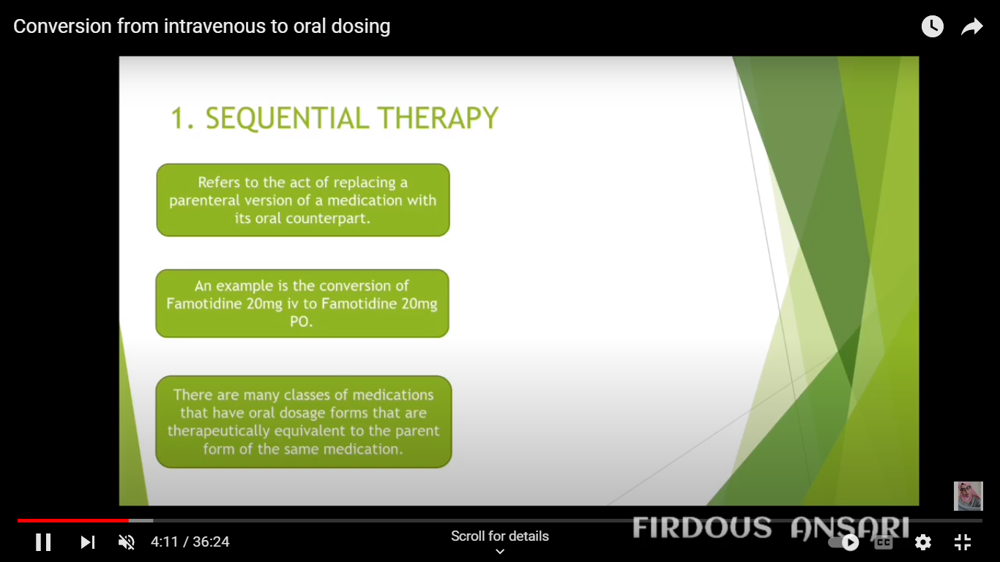 Conversion from intravenous to oral dosing
1. SEQUENTIAL THERAPY
Refers to the act of replacing a
parenteral version of a medication with
its oral counterpart.
An example is the conversion of
Famotidine 20mg iv to Famotidine 20mg
PO.
There are many classes of medications
that have oral dosage forms that are
therapeutically equivalent to the parent
form of the same medication.
FIRDOUS ANSARI
4:11 / 36:24
Scroll for details
CC